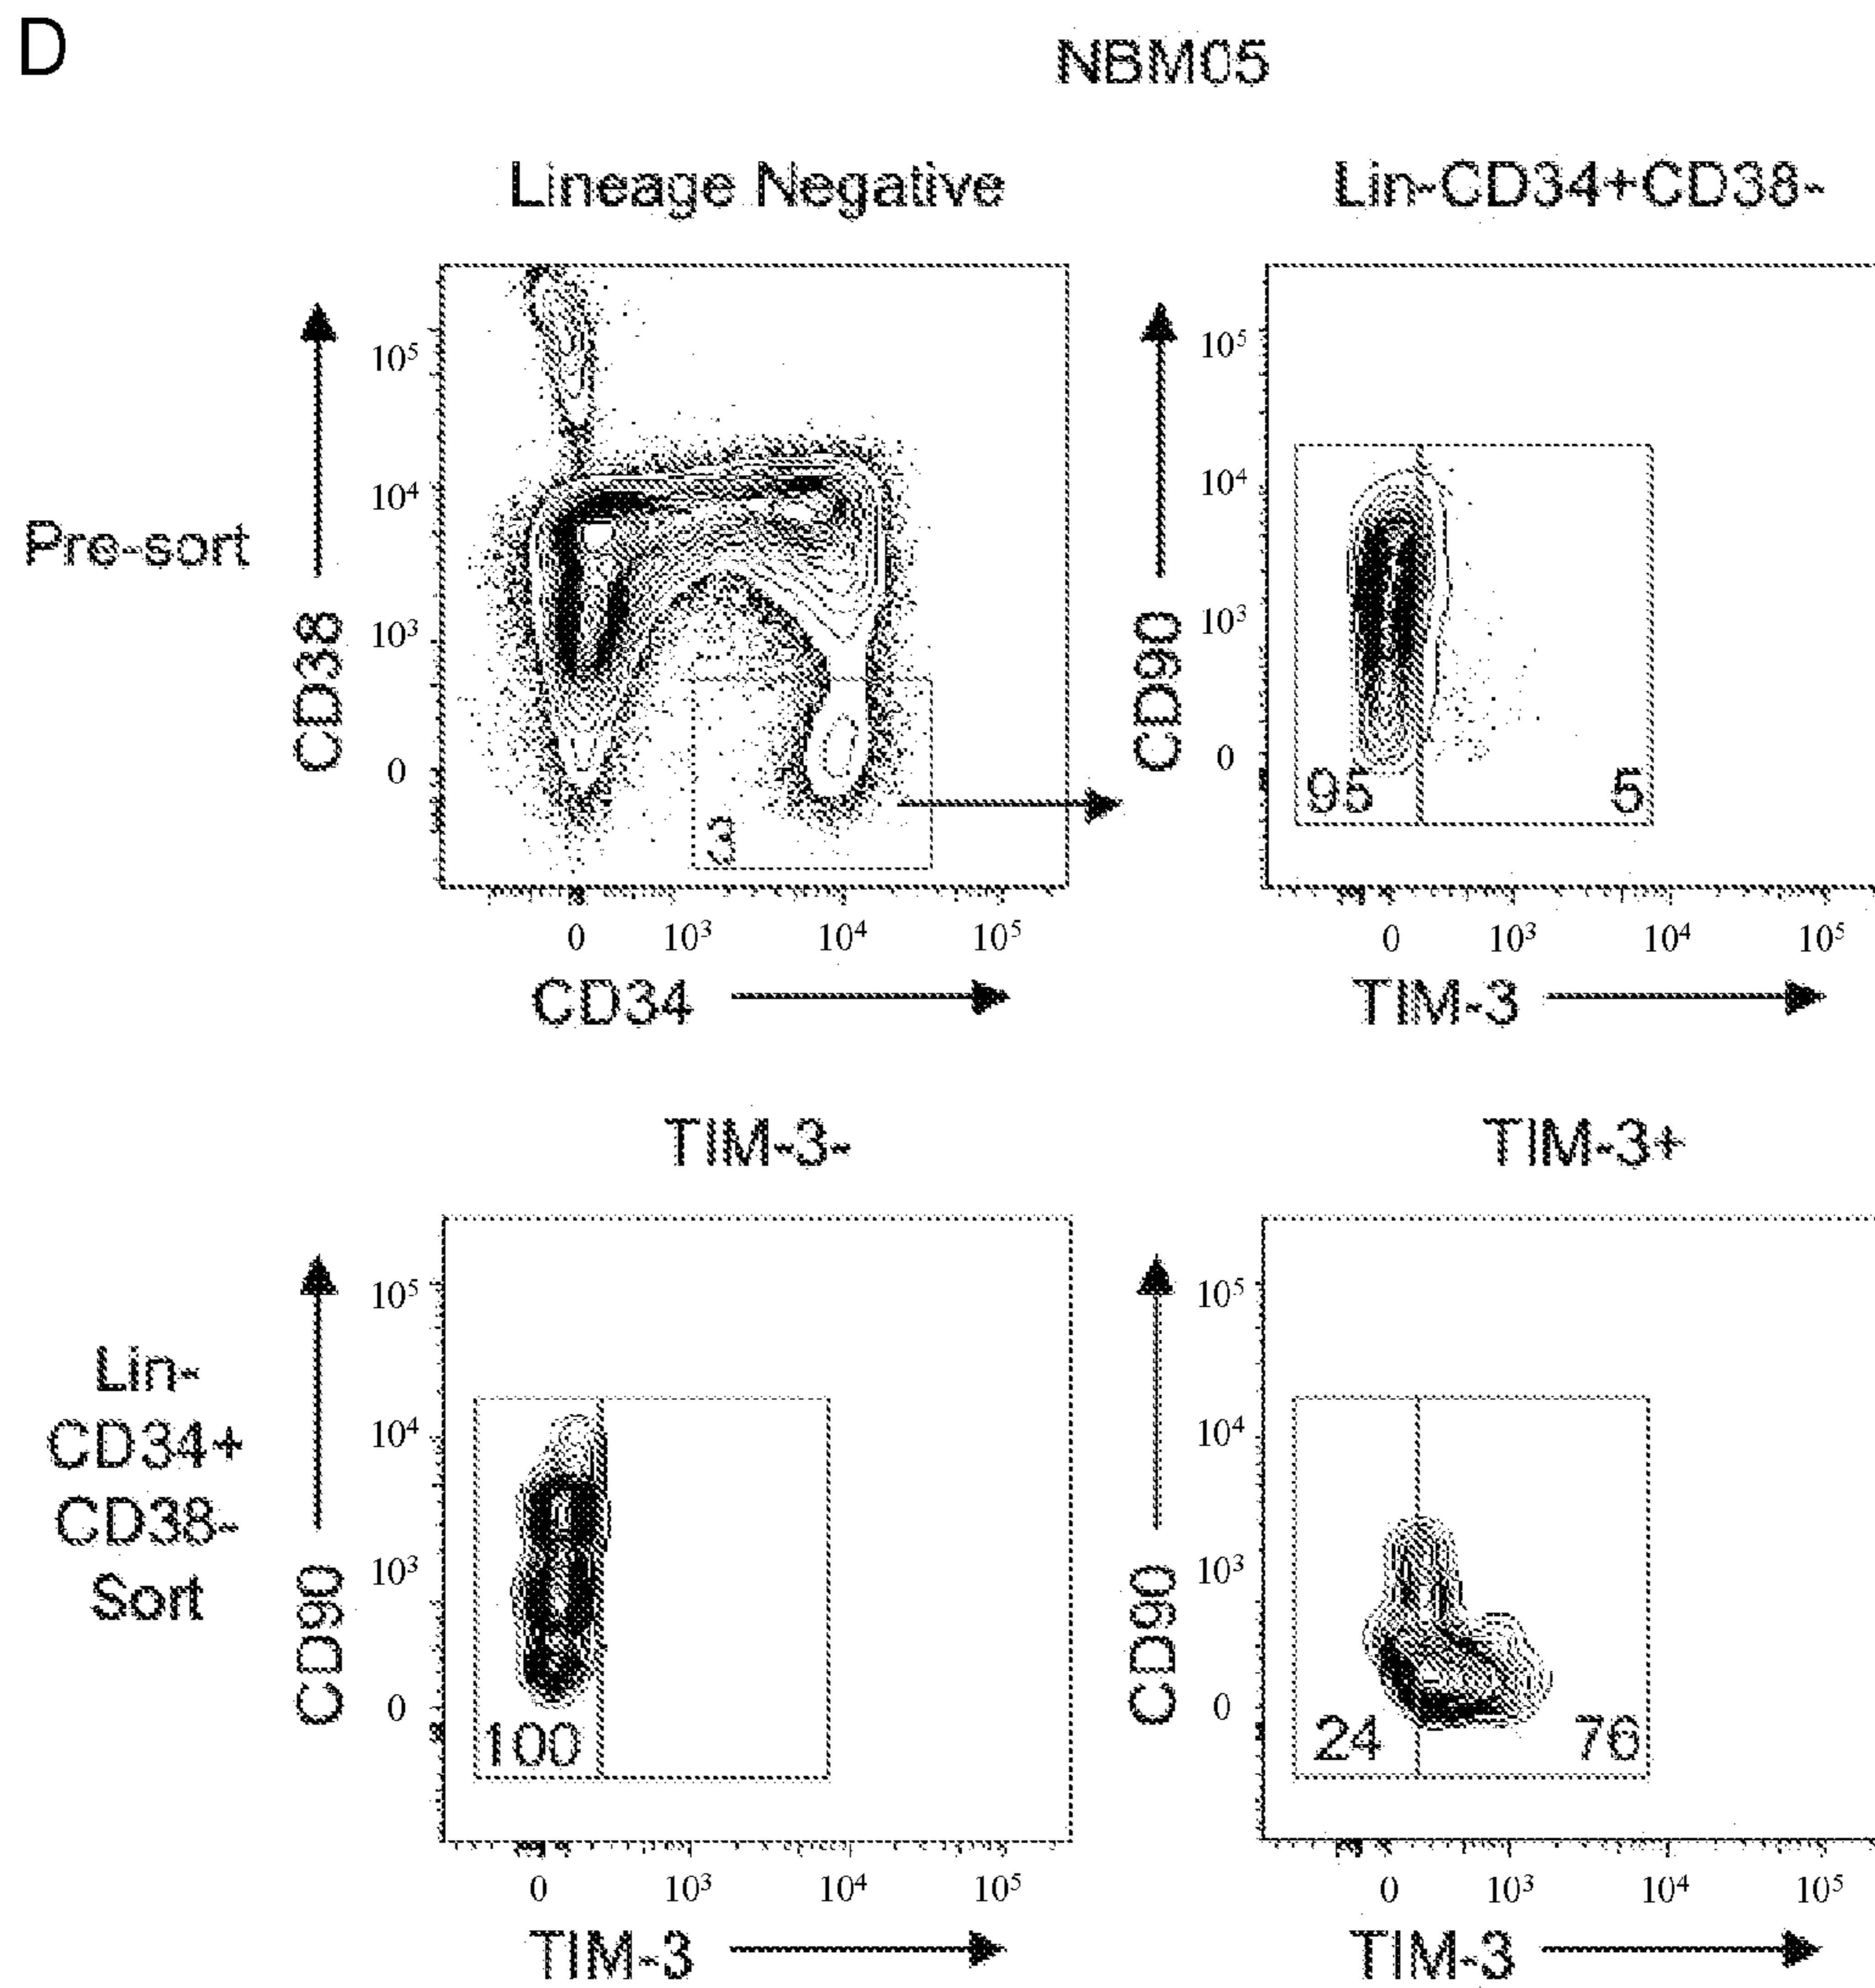 D
NBM05
Lineage Negative
Lin-CD34+CD38-
Pre-sort
CD38
10⁵
10⁴
10³
0
3
0 10³ 10⁴ 10⁵
CD34
CD90
10⁵
10⁴
10³
0
95 5
0 10³ 10⁴ 10⁵
TIM-3
TIM-3-
TIM-3+
Lin-
CD34+
CD38-
Sort
CD90
10⁵
10⁴
10³
0
100
0 10³ 10⁴ 10⁵
TIM-3
CD90
10⁵
10⁴
10³
0
24 76
0 10³ 10⁴ 10⁵
TIM-3